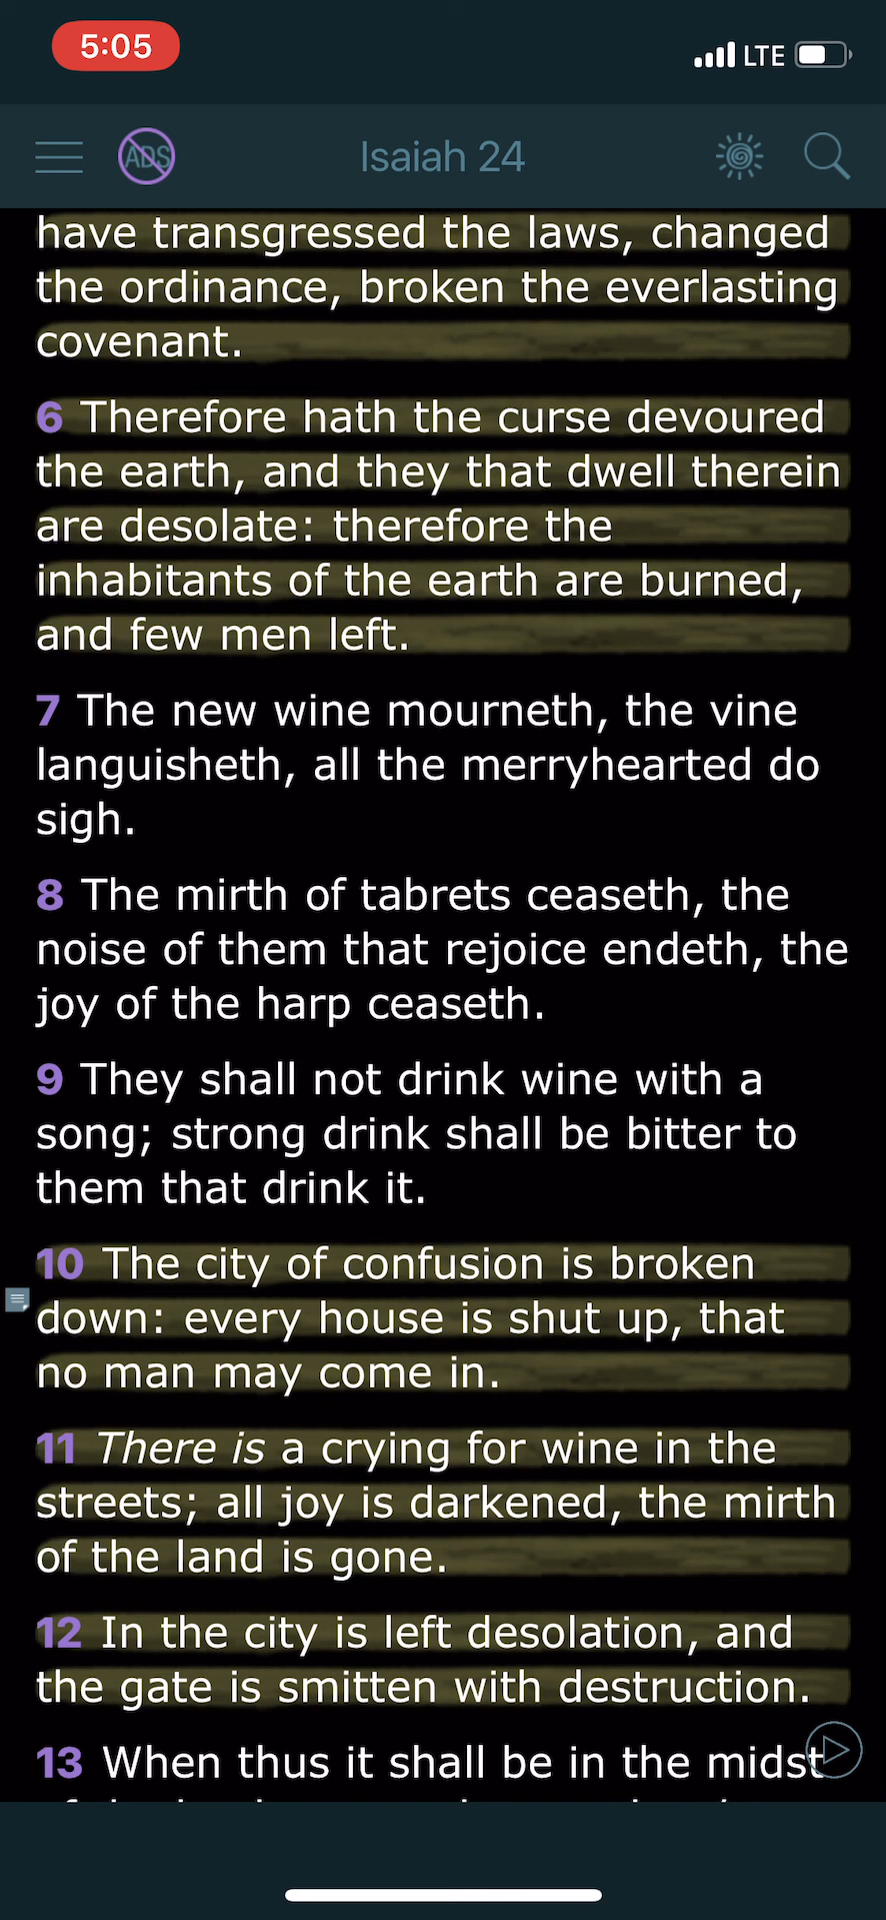 5:05
LTE
ADS
Isaiah 24
have transgressed the laws, changed
the ordinance, broken the everlasting
covenant.
6 Therefore hath the curse devoured
the earth, and they that dwell therein
are desolate: therefore the
inhabitants of the earth are burned,
and few men left.
7 The new wine mourneth, the vine
languisheth, all the merryhearted do
sigh.
8 The mirth of tabrets ceaseth, the
noise of them that rejoice endeth, the
joy of the harp ceaseth.
9 They shall not drink wine with a
song; strong drink shall be bitter to
them that drink it.
10 The city of confusion is broken
down: every house is shut up, that
no man may come in.
11 There is a crying for wine in the
streets; all joy is darkened, the mirth
of the land is gone.
12 In the city is left desolation, and
the gate is smitten with destruction.
13 When thus it shall be in the midst